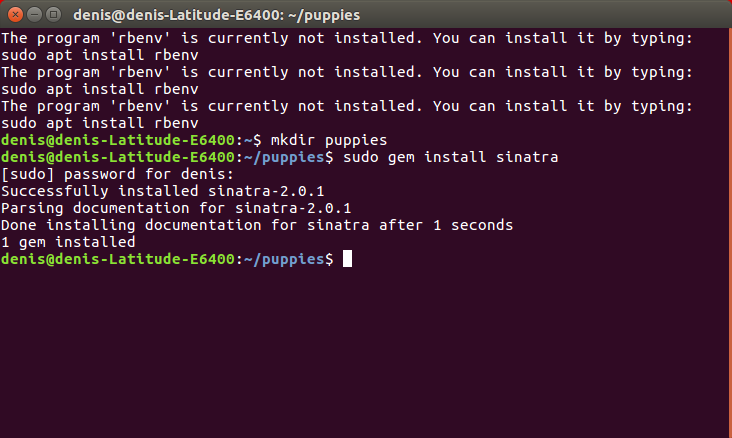 denis@denis-Latitude-E6400: ~/puppies
The program 'rbenv' is currently not installed. You can install it by typing:
sudo apt install rbenv
The program 'rbenv' is currently not installed. You can install it by typing:
sudo apt install rbenv
The program 'rbenv' is currently not installed. You can install it by typing:
sudo apt install rbenv
denis@denis-Latitude-E6400:~$ mkdir puppies
denis@denis-Latitude-E6400:~/puppies$ sudo gem install sinatra
[sudo] password for denis:
Successfully installed sinatra-2.0.1
Parsing documentation for sinatra-2.0.1
Done installing documentation for sinatra after 1 seconds
1 gem installed
denis@denis-Latitude-E6400:~/puppies$